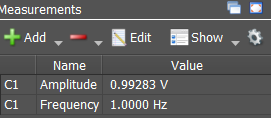 Measurements
Add Edit Show
Name Value
C1 Amplitude 0.99283 V
C1 Frequency 1.0000 Hz